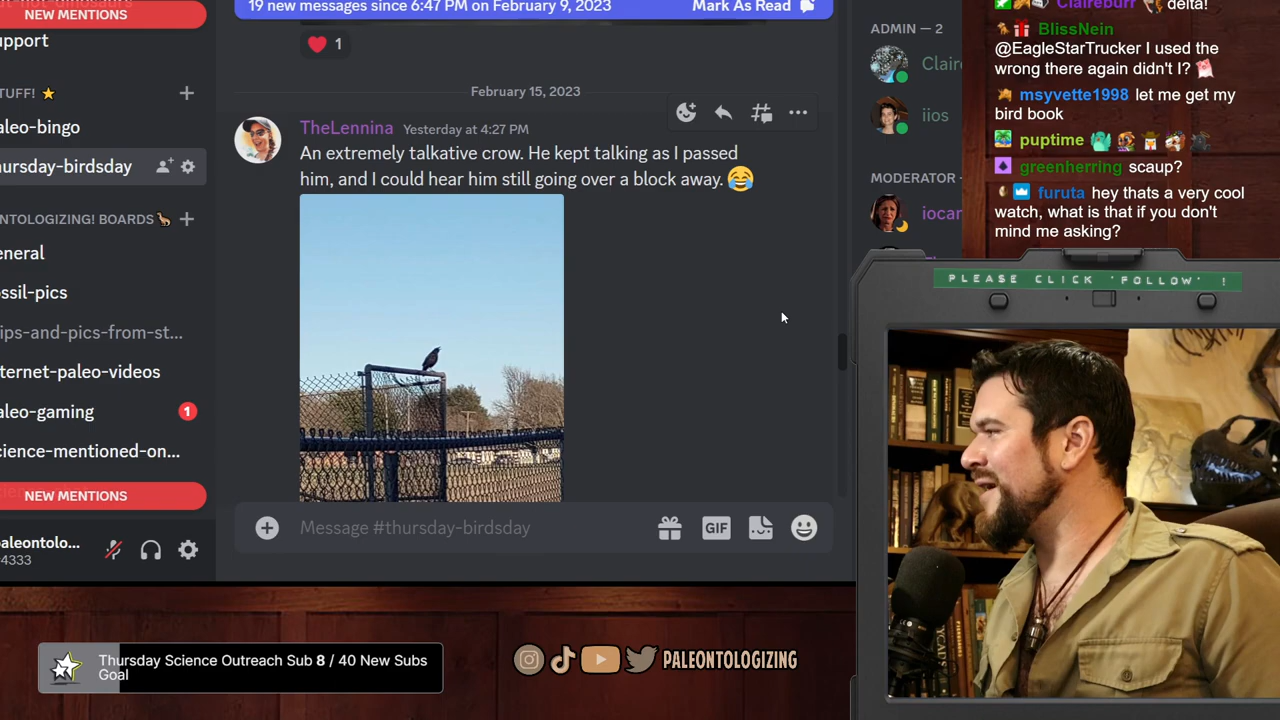 NEW MENTIONS
upport
TUFF! ⭐
aleo-bingo
ursday-birdsday
NTOLOGIZING! BOARDS
eneral
ossil-pics
ips-and-pics-from-st...
ternet-paleo-videos
aleo-gaming 1
cience-mentioned-on...
NEW MENTIONS
paleontolo...
4333
19 new messages since 6:47 PM on February 9, 2023 Mark As Read
❤️ 1
February 15, 2023
TheLennina Yesterday at 4:27 PM
An extremely talkative crow. He kept talking as I passed
him, and I could hear him still going over a block away. 😂
Message #thursday-birdsday
GIF
ADMIN — 2
Clair
iios
MODERATOR -
iocar
Claireburr delta!
BlissNein
@EagleStarTrucker I used the
wrong there again didn't I?
msyvette1998 let me get my
bird book
puptime
greenherring scaup?
furuta hey thats a very cool
watch, what is that if you don't
mind me asking?
PLEASE CLICK 'FOLLOW' !
CYCADS
Thursday Science Outreach Sub 8 / 40 New Subs
Goal
PALEONTOLOGIZING